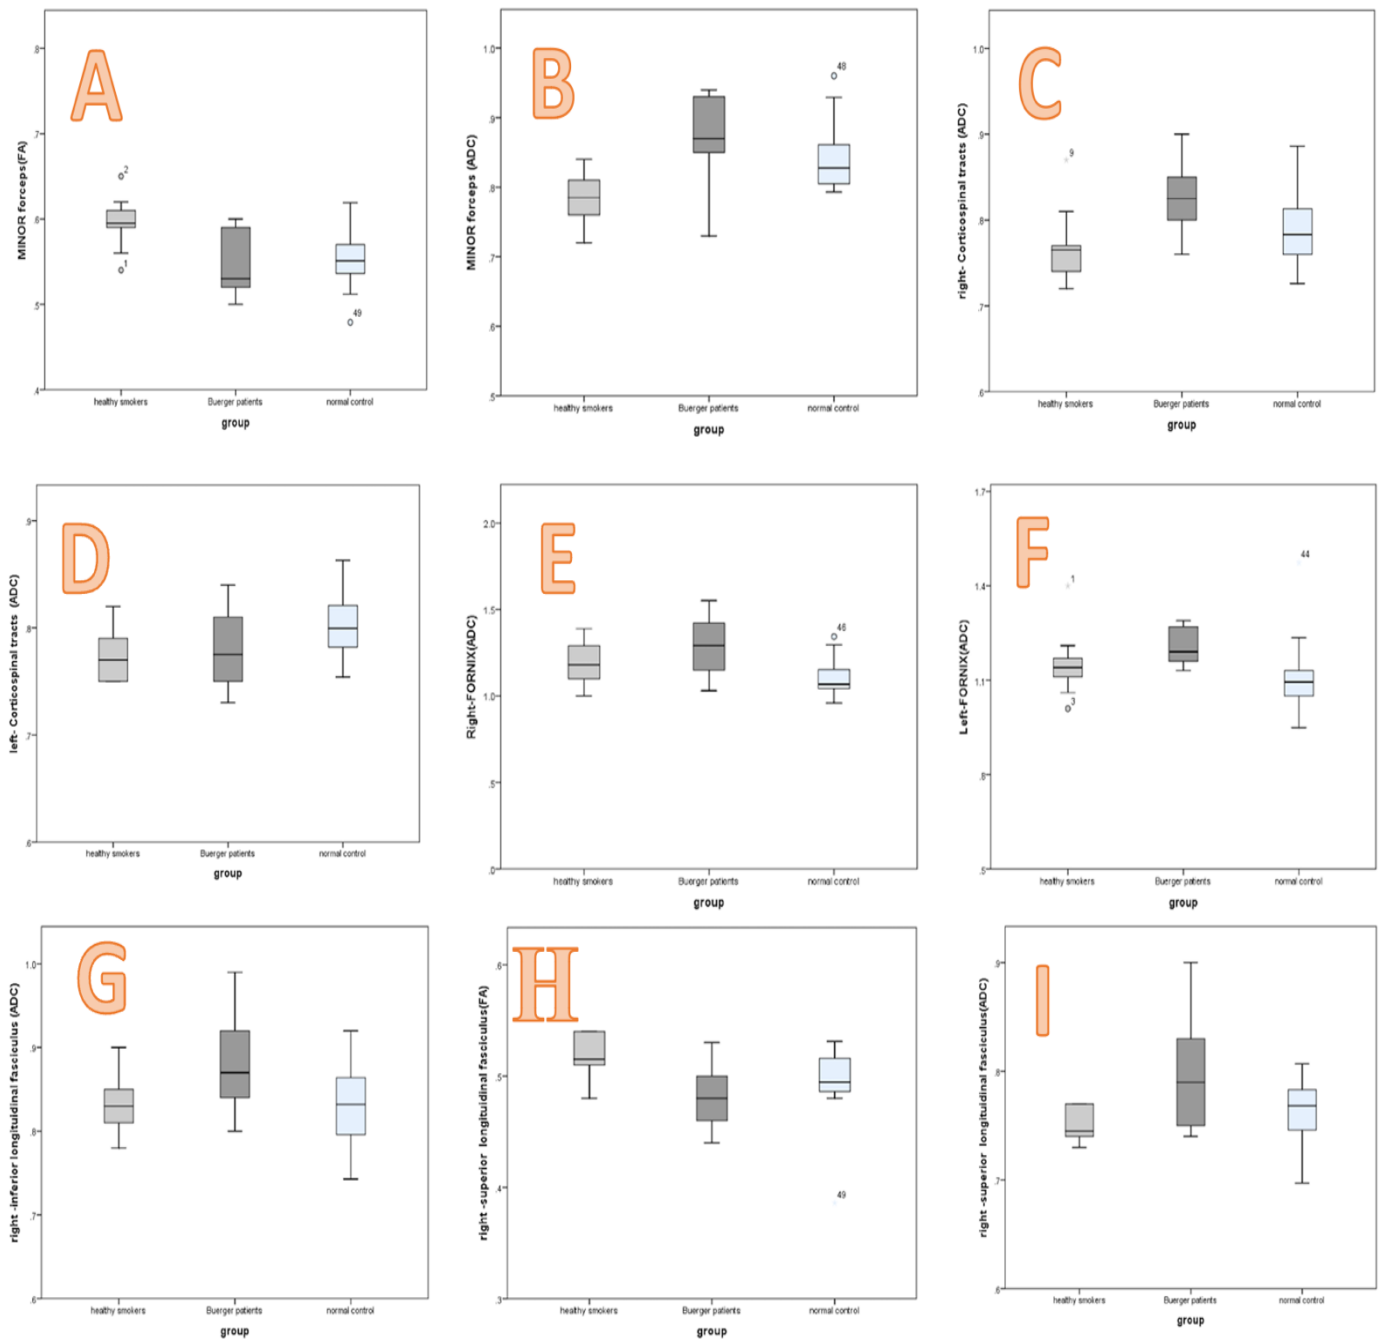 A
MINOR forceps(FA)
.8
.7
.6
.5
.4
2
1
49
healthy smokers
Buerger patients
normal control
group
B
MINOR forceps (ADC)
1.0
.9
.8
.7
.6
.5
48
healthy smokers
Buerger patients
normal control
group
C
right- Corticospinal tracts (ADC)
1.0
.9
.8
.7
.6
9
healthy smokers
Buerger patients
normal control
group
D
left- Corticospinal tracts (ADC)
.9
.8
.7
.6
healthy smokers
Buerger patients
normal control
group
E
Right-FORNIX(ADC)
2.0
1.5
1.0
.5
.0
46
healthy smokers
Buerger patients
normal control
group
F
Left-FORNIX(ADC)
1.7
1.4
1.1
.8
.5
1
3
44
healthy smokers
Buerger patients
normal control
group
G
right -inferior longituidinal fasciculus (ADC)
1.0
.9
.8
.7
.6
healthy smokers
Buerger patients
normal control
group
H
right -superior longituidinal fasciculus(FA)
.6
.5
.4
.3
49
healthy smokers
Buerger patients
normal control
group
I
right -superior longituidinal fasciculus(ADC)
.9
.8
.7
.6
healthy smokers
Buerger patients
normal control
group